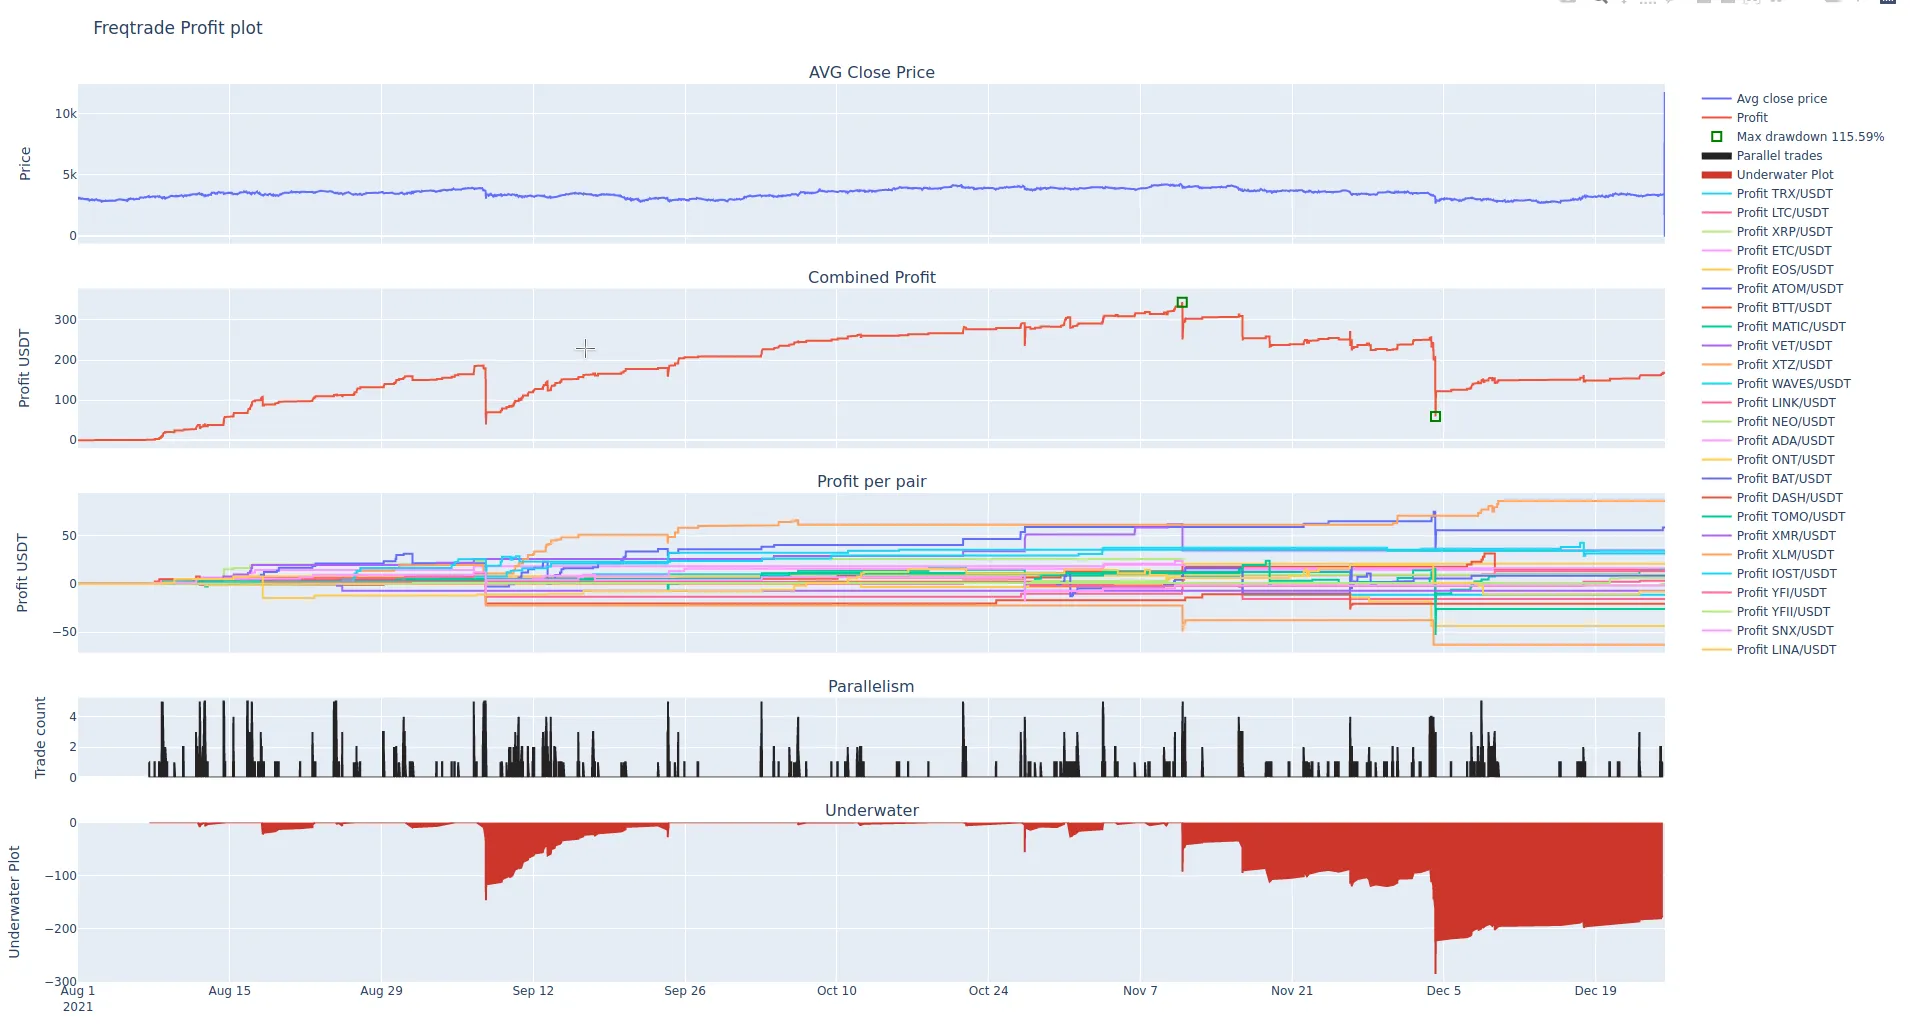 Freqtrade Profit plot
AVG Close Price
Price
10k
5k
0
Combined Profit
Profit USDT
300
200
100
0
Profit per pair
Profit USDT
50
0
−50
Parallelism
Trade count
4
2
0
Underwater
Underwater Plot
0
−100
−200
−300
Aug 1
2021
Aug 15
Aug 29
Sep 12
Sep 26
Oct 10
Oct 24
Nov 7
Nov 21
Dec 5
Dec 19
Avg close price
Profit
Max drawdown 115.59%
Parallel trades
Underwater Plot
Profit TRX/USDT
Profit LTC/USDT
Profit XRP/USDT
Profit ETC/USDT
Profit EOS/USDT
Profit ATOM/USDT
Profit BTT/USDT
Profit MATIC/USDT
Profit VET/USDT
Profit XTZ/USDT
Profit WAVES/USDT
Profit LINK/USDT
Profit NEO/USDT
Profit ADA/USDT
Profit ONT/USDT
Profit BAT/USDT
Profit DASH/USDT
Profit TOMO/USDT
Profit XMR/USDT
Profit XLM/USDT
Profit IOST/USDT
Profit YFI/USDT
Profit YFII/USDT
Profit SNX/USDT
Profit LINA/USDT